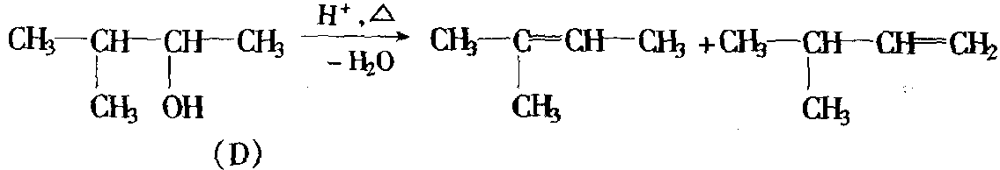 H⁺,△
CH₃—CH—CH—CH₃ → CH₃—C═CH—CH₃ + CH₃—CH—CH═CH₂
−H₂O
CH₃ OH CH₃ CH₃
(D)